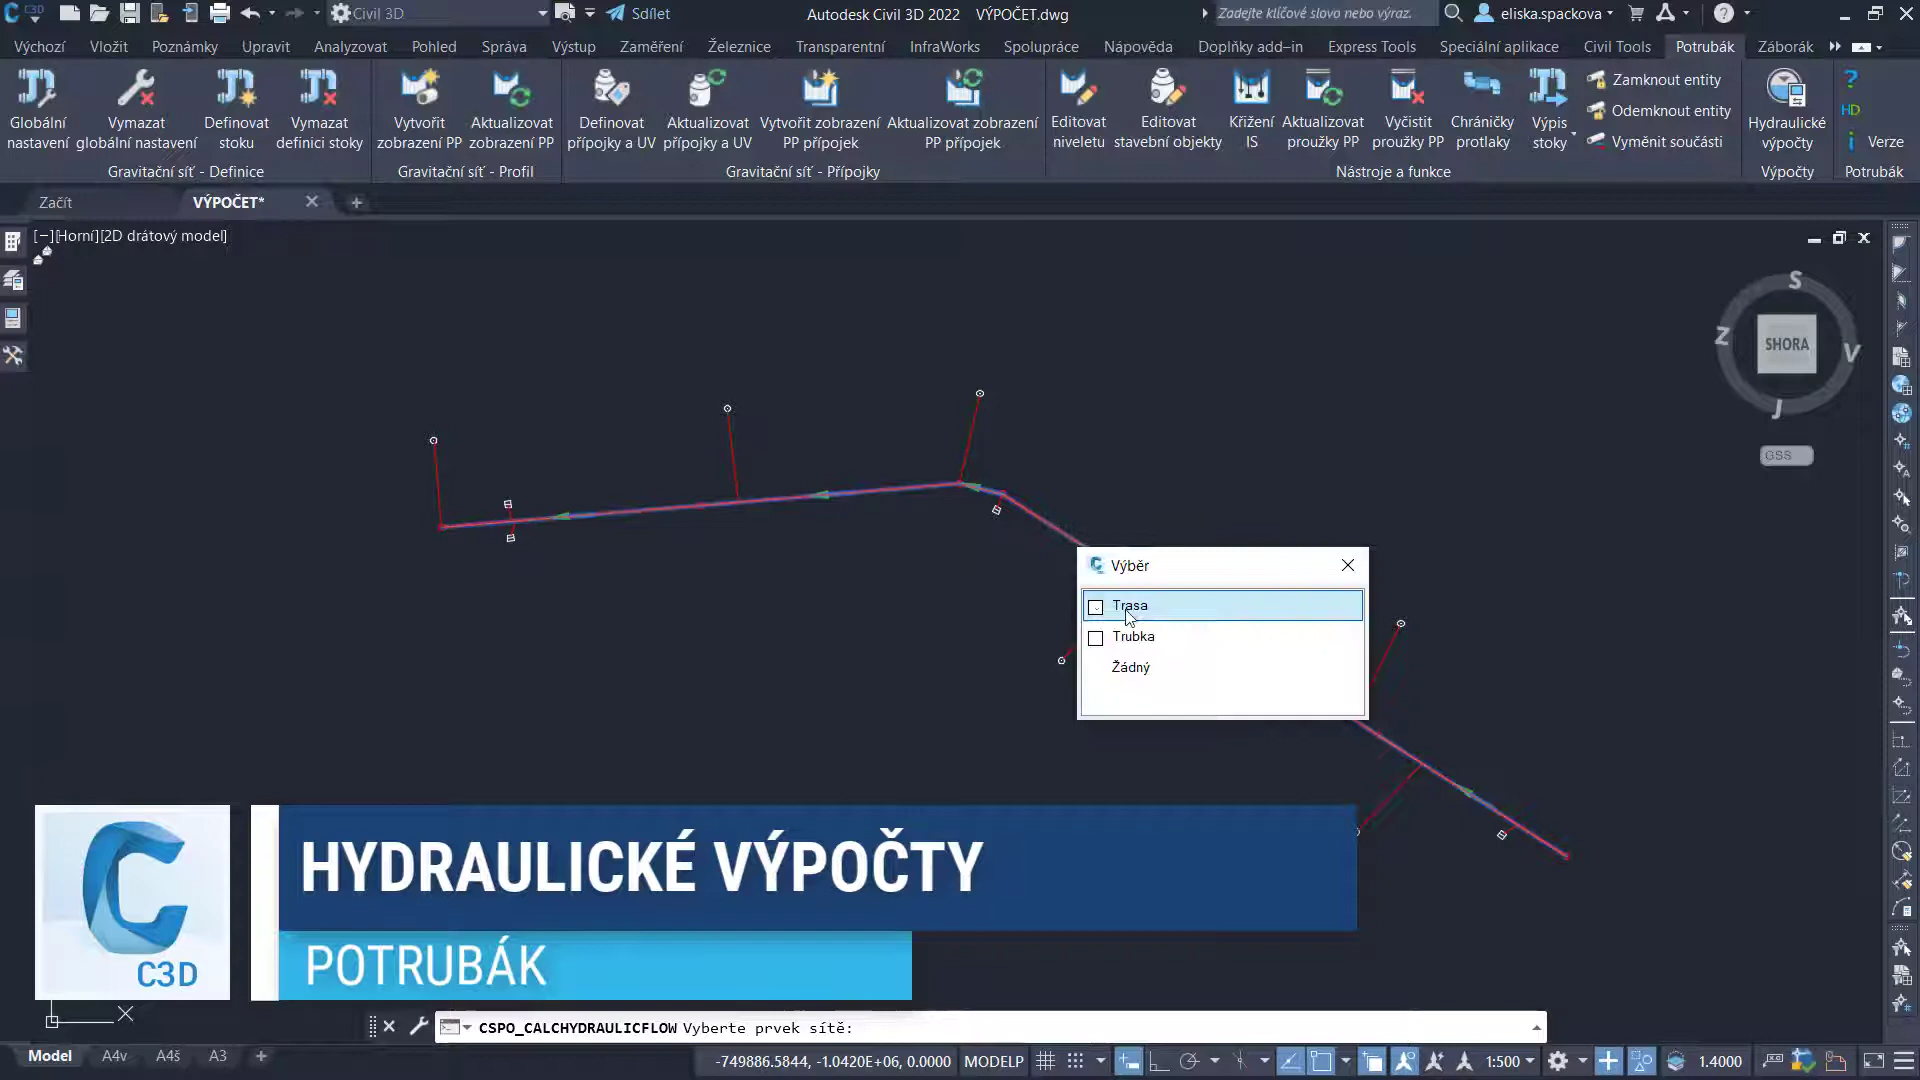 C3D
Civil 3D
Sdílet
Autodesk Civil 3D 2022 VÝPOČET.dwg
Zadejte klíčové slovo nebo výraz.
eliska.spackova
Výchozí Vložit Poznámky Upravit Analyzovat Pohled Správa Výstup Zaměření Železnice Transparentní InfraWorks Spolupráce Nápověda Doplňky add-in Express Tools Speciální aplikace Civil Tools Potrubák Záborák
Globální nastavení
Vymazat globální nastavení
Definovat stoku
Vymazat definici stoky
Vytvořit zobrazení PP
Aktualizovat zobrazení PP
Definovat přípojky a UV
Aktualizovat přípojky a UV
Vytvořit zobrazení PP přípojek
Aktualizovat zobrazení PP přípojek
Editovat niveletu
Editovat stavební objekty
Křížení IS
Aktualizovat proužky PP
Vyčistit proužky PP
Chráničky protlaky
Výpis stoky
Zamknout entity
Odemknout entity
Vyměnit součásti
Hydraulické výpočty
?
HD
i Verze
Gravitační síť - Definice
Gravitační síť - Profil
Gravitační síť - Přípojky
Nástroje a funkce
Výpočty
Potrubák
Začít
VÝPOČET*
[−][Horní][2D drátový model]
S
Z
SHORA
V
J
GSS
Výběr
Trasa
Trubka
Žádný
C3D
HYDRAULICKÉ VÝPOČTY
POTRUBÁK
CSPO_CALCHYDRAULICFLOW Vyberte prvek sítě:
Model A4v A4š A3
-749886.5844, -1.0420E+06, 0.0000 MODELP
1:500
1.4000